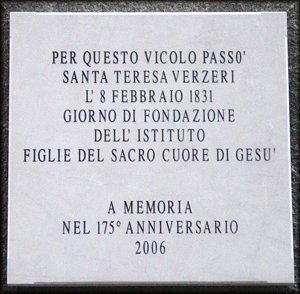 PER QUESTO VICOLO PASSO'
SANTA TERESA VERZERI
L' 8 FEBBRAIO 1831
GIORNO DI FONDAZIONE
DELL' ISTITUTO
FIGLIE DEL SACRO CUORE DI GESU'
A MEMORIA
NEL 175° ANNIVERSARIO
2006